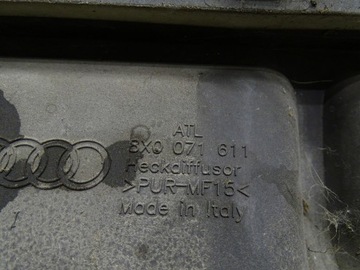 ATL
8X0 071 611
Heckdiffusor
>PUR-MF15<
Made in Italy